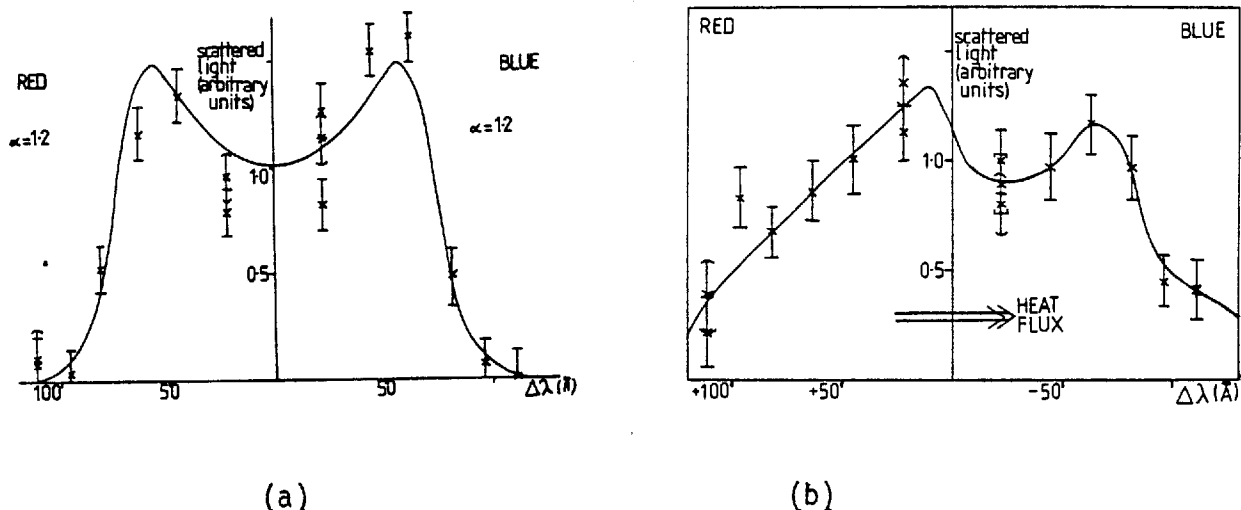 RED
α=1·2
scattered
light
(arbitrary
units)
BLUE
α=1·2
1·0
0·5
100
50
50
Δλ(Å)
(a)
RED
scattered
light
(arbitrary
units)
BLUE
1·0
0·5
HEAT
FLUX
+100
+50
-50
Δλ(Å)
(b)